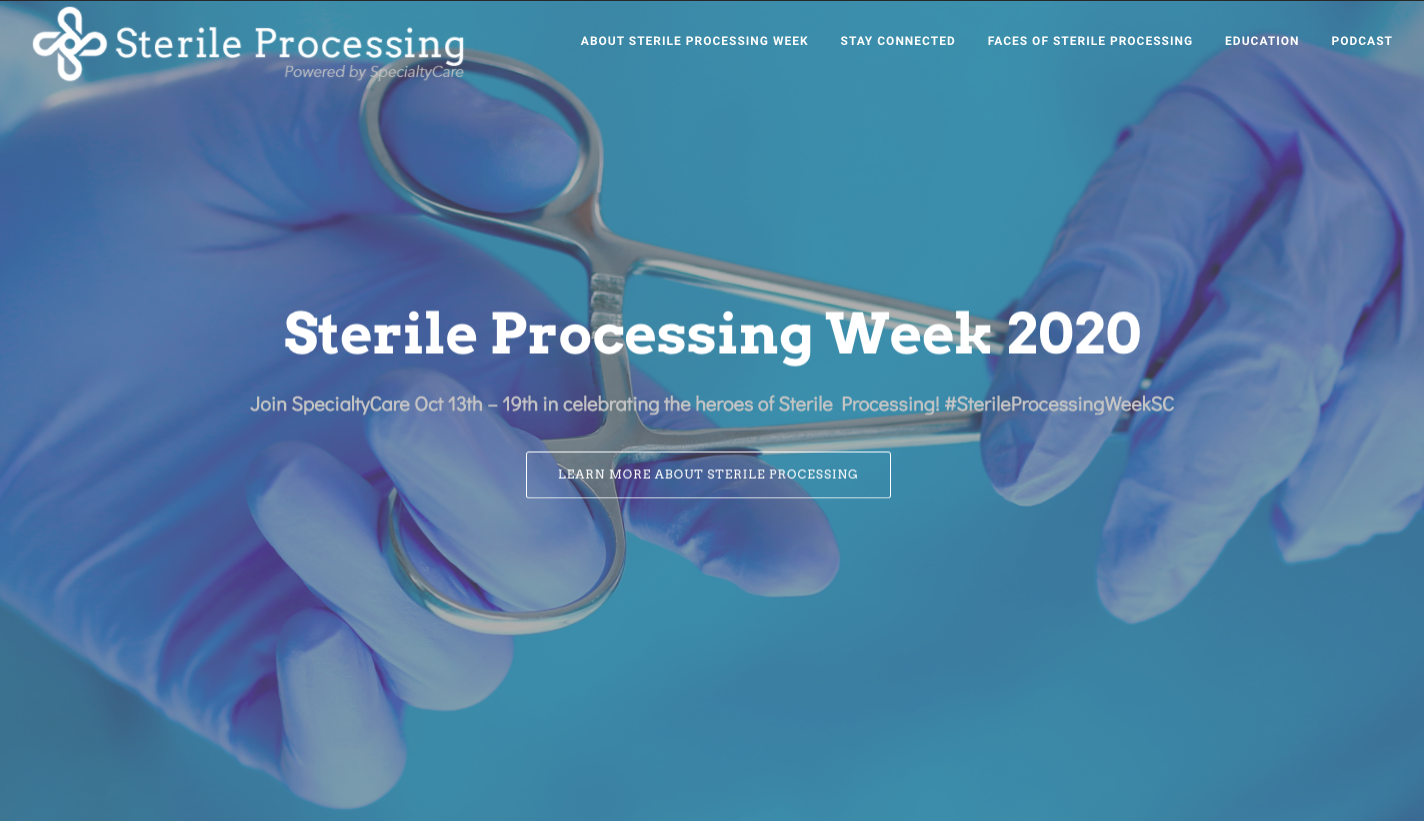 Sterile Processing
Powered by SpecialtyCare
ABOUT STERILE PROCESSING WEEK STAY CONNECTED FACES OF STERILE PROCESSING EDUCATION PODCAST
Sterile Processing Week 2020
Join SpecialtyCare Oct 13th – 19th in celebrating the heroes of Sterile Processing! #SterileProcessingWeekSC
LEARN MORE ABOUT STERILE PROCESSING